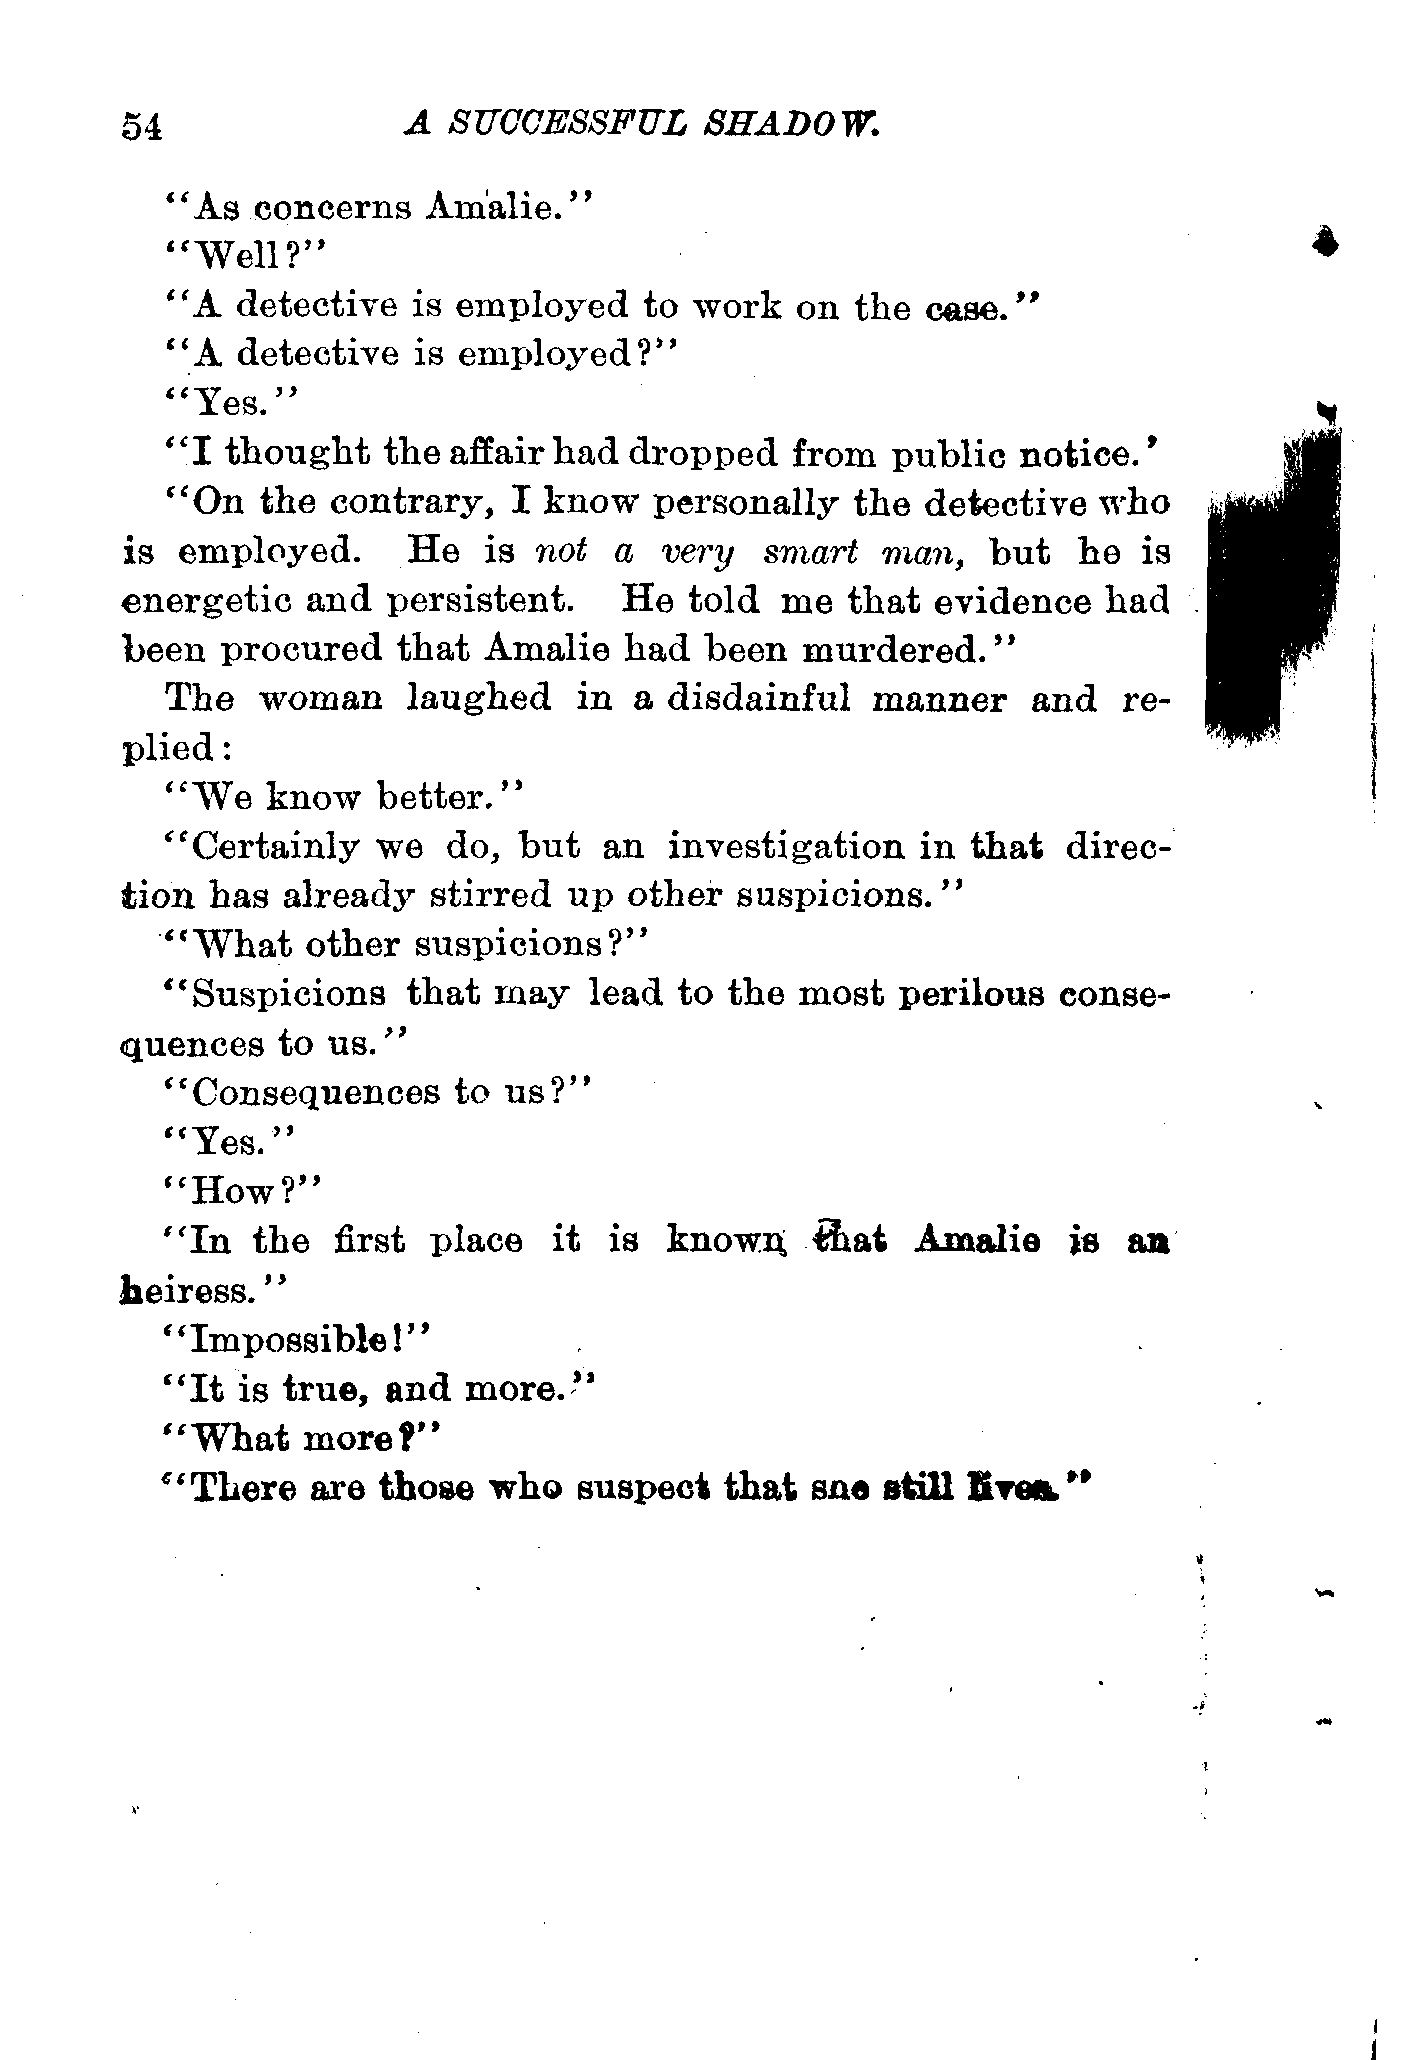 54 A SUCCESSFUL SHADOW.
"As concerns Amalie."
"Well?"
"A detective is employed to work on the case."
"A detective is employed?"
"Yes."
"I thought the affair had dropped from public notice.'
"On the contrary, I know personally the detective who
is employed. He is not a very smart man, but he is
energetic and persistent. He told me that evidence had
been procured that Amalie had been murdered."
The woman laughed in a disdainful manner and re-
plied:
"We know better."
"Certainly we do, but an investigation in that direc-
tion has already stirred up other suspicions."
"What other suspicions?"
"Suspicions that may lead to the most perilous conse-
quences to us."
"Consequences to us?"
"Yes."
"How?"
"In the first place it is known that Amalie is an
heiress."
"Impossible!"
"It is true, and more."
"What more?"
"There are those who suspect that she still lives."